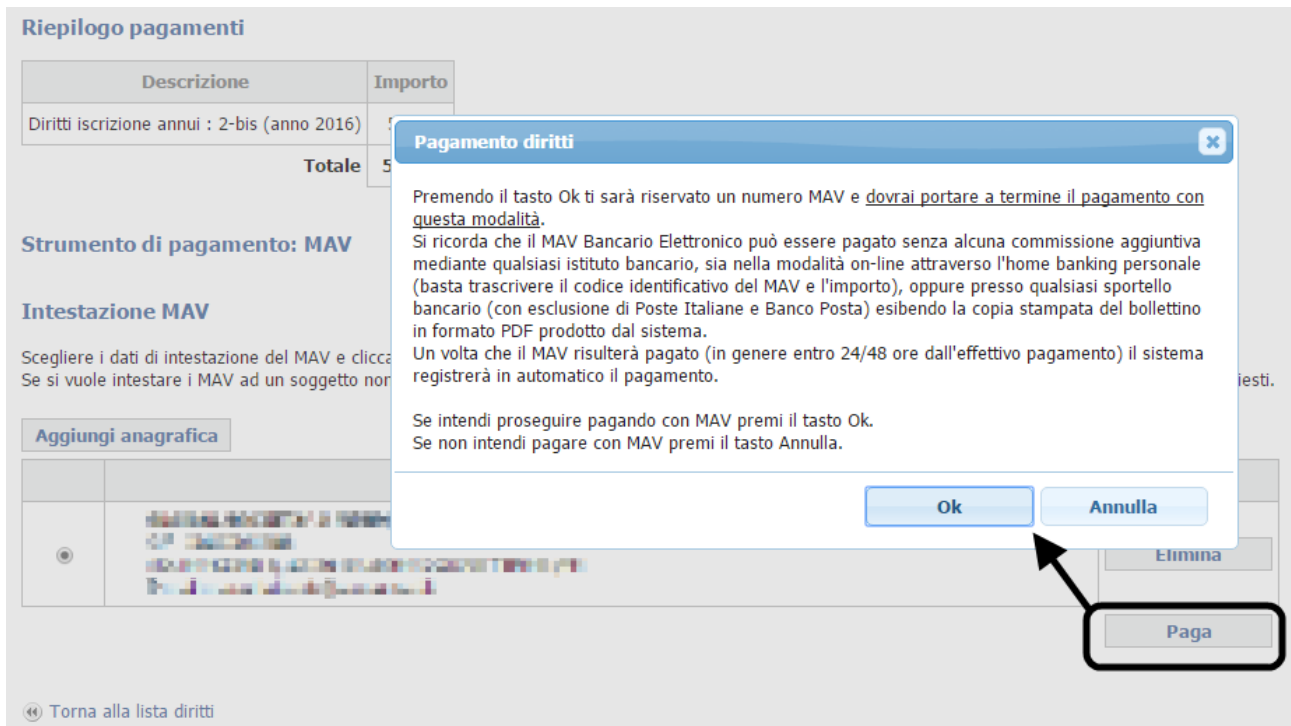 Riepilogo pagamenti
Descrizione Importo
Diritti iscrizione annui : 2-bis (anno 2016)
Totale 5
Pagamento diritti
Premendo il tasto Ok ti sarà riservato un numero MAV e dovrai portare a termine il pagamento con
questa modalità.
Si ricorda che il MAV Bancario Elettronico può essere pagato senza alcuna commissione aggiuntiva
mediante qualsiasi istituto bancario, sia nella modalità on-line attraverso l'home banking personale
(basta trascrivere il codice identificativo del MAV e l'importo), oppure presso qualsiasi sportello
bancario (con esclusione di Poste Italiane e Banco Posta) esibendo la copia stampata del bollettino
in formato PDF prodotto dal sistema.
Un volta che il MAV risulterà pagato (in genere entro 24/48 ore dall'effettivo pagamento) il sistema
registrerà in automatico il pagamento.
Se intendi proseguire pagando con MAV premi il tasto Ok.
Se non intendi pagare con MAV premi il tasto Annulla.
Ok Annulla
Strumento di pagamento: MAV
Intestazione MAV
Scegliere i dati di intestazione del MAV e clicca
Se si vuole intestare i MAV ad un soggetto non iesti.
Aggiungi anagrafica
Elimina
Paga
Torna alla lista diritti